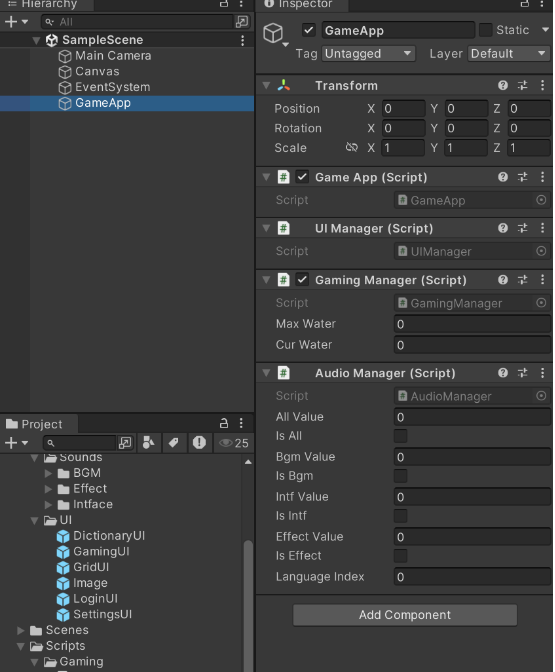 Hierarchy
All
SampleScene
Main Camera
Canvas
EventSystem
GameApp
Project
25
Sounds
BGM
Effect
Intface
UI
DictionaryUI
GamingUI
GridUI
Image
LoginUI
SettingsUI
Scenes
Scripts
Gaming
Inspector
GameApp Static
Tag Untagged Layer Default
Transform
Position X 0 Y 0 Z 0
Rotation X 0 Y 0 Z 0
Scale X 1 Y 1 Z 1
# Game App (Script)
Script # GameApp
# UI Manager (Script)
Script # UIManager
# Gaming Manager (Script)
Script # GamingManager
Max Water 0
Cur Water 0
# Audio Manager (Script)
Script # AudioManager
All Value 0
Is All
Bgm Value 0
Is Bgm
Intf Value 0
Is Intf
Effect Value 0
Is Effect
Language Index 0
Add Component